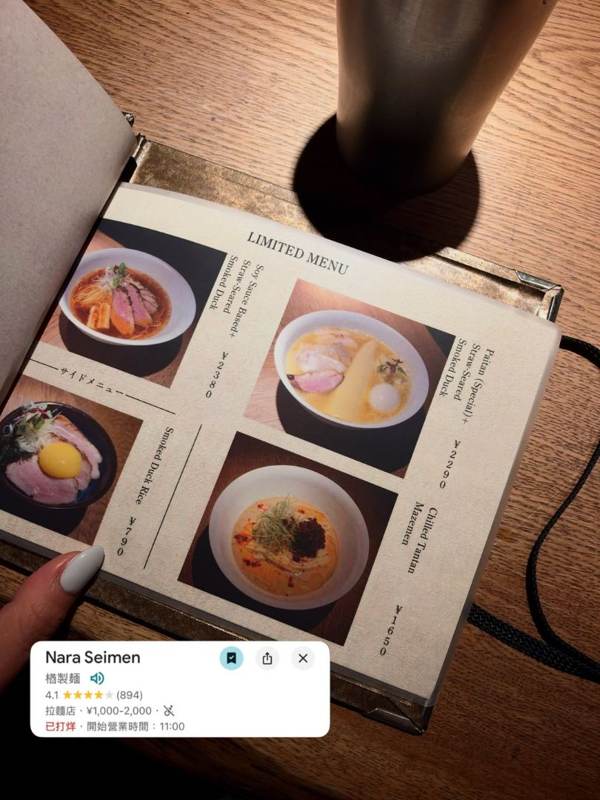 LIMITED MENU
Paitan (Special)+
Straw-Seared
Smoked Duck
¥2290
Soy Sauce Based+
Straw-Seared
Smoked Duck
¥2380
Chilled Tantan
Mazemen
¥1650
サイドメニュー
Smoked Duck Rice
¥790
Nara Seimen
楢製麺
4.1 ★★★★★ (894)
拉麵店 · ¥1,000-2,000 ·
已打烊 · 開始營業時間：11:00